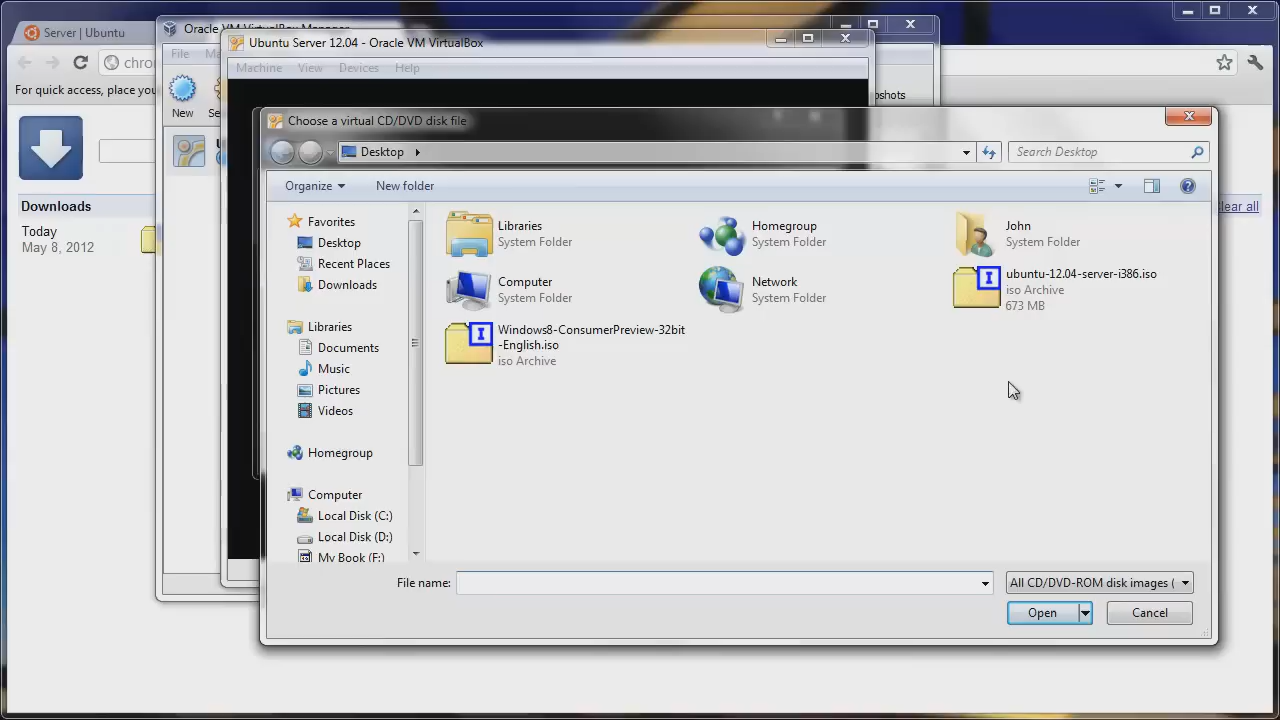 Server | Ubuntu
Oracle VM VirtualBox Manager
Ubuntu Server 12.04 - Oracle VM VirtualBox
File
Machine View Devices Help
For quick access, place you
New
Choose a virtual CD/DVD disk file
Desktop
Search Desktop
Organize
New folder
Downloads
Clear all
Today
May 8, 2012
Favorites
Desktop
Recent Places
Downloads
Libraries
Documents
Music
Pictures
Videos
Homegroup
Computer
Local Disk (C:)
Local Disk (D:)
My Book (F:)
Libraries
System Folder
Homegroup
System Folder
John
System Folder
Computer
System Folder
Network
System Folder
ubuntu-12.04-server-i386.iso
iso Archive
673 MB
Windows8-ConsumerPreview-32bit
-English.iso
iso Archive
File name:
All CD/DVD-ROM disk images (
Open
Cancel